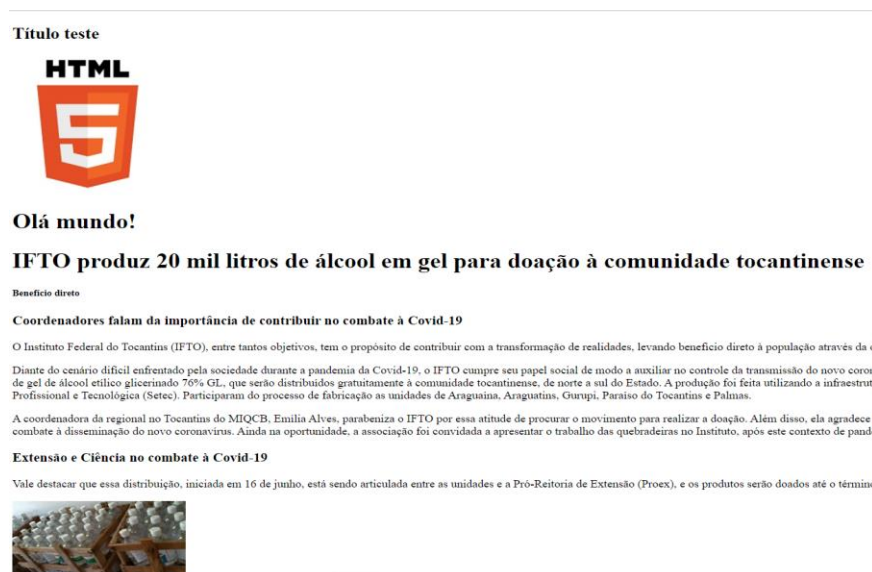 Título teste
HTML
5
Olá mundo!
IFTO produz 20 mil litros de álcool em gel para doação à comunidade tocantinense
Benefício direto
Coordenadores falam da importância de contribuir no combate à Covid-19
O Instituto Federal do Tocantins (IFTO), entre tantos objetivos, tem o propósito de contribuir com a transformação de realidades, levando benefício direto à população através da
Diante do cenário difícil enfrentado pela sociedade durante a pandemia da Covid-19, o IFTO cumpre seu papel social de modo a auxiliar no controle da transmissão do novo
de gel de álcool etílico glicerinado 76% GL, que serão distribuídos gratuitamente à comunidade tocantinense, de norte a sul do Estado. A produção foi feita utilizando a
Profissional e Tecnológica (Setec). Participaram do processo de fabricação as unidades de Araguaína, Araguatins, Gurupi, Paraíso do Tocantins e Palmas.
A coordenadora da regional no Tocantins do MIQCB, Emília Alves, parabeniza o IFTO por essa atitude de procurar o movimento para realizar a doação. Além disso, ela agradece
combate à disseminação do novo coronavírus. Ainda na oportunidade, a associação foi convidada a apresentar o trabalho das quebradeiras no Instituto, após este contexto de
Extensão e Ciência no combate à Covid-19
Vale destacar que essa distribuição, iniciada em 16 de junho, está sendo articulada entre as unidades e a Pró-Reitoria de Extensão (Proex), e os produtos serão doados até o